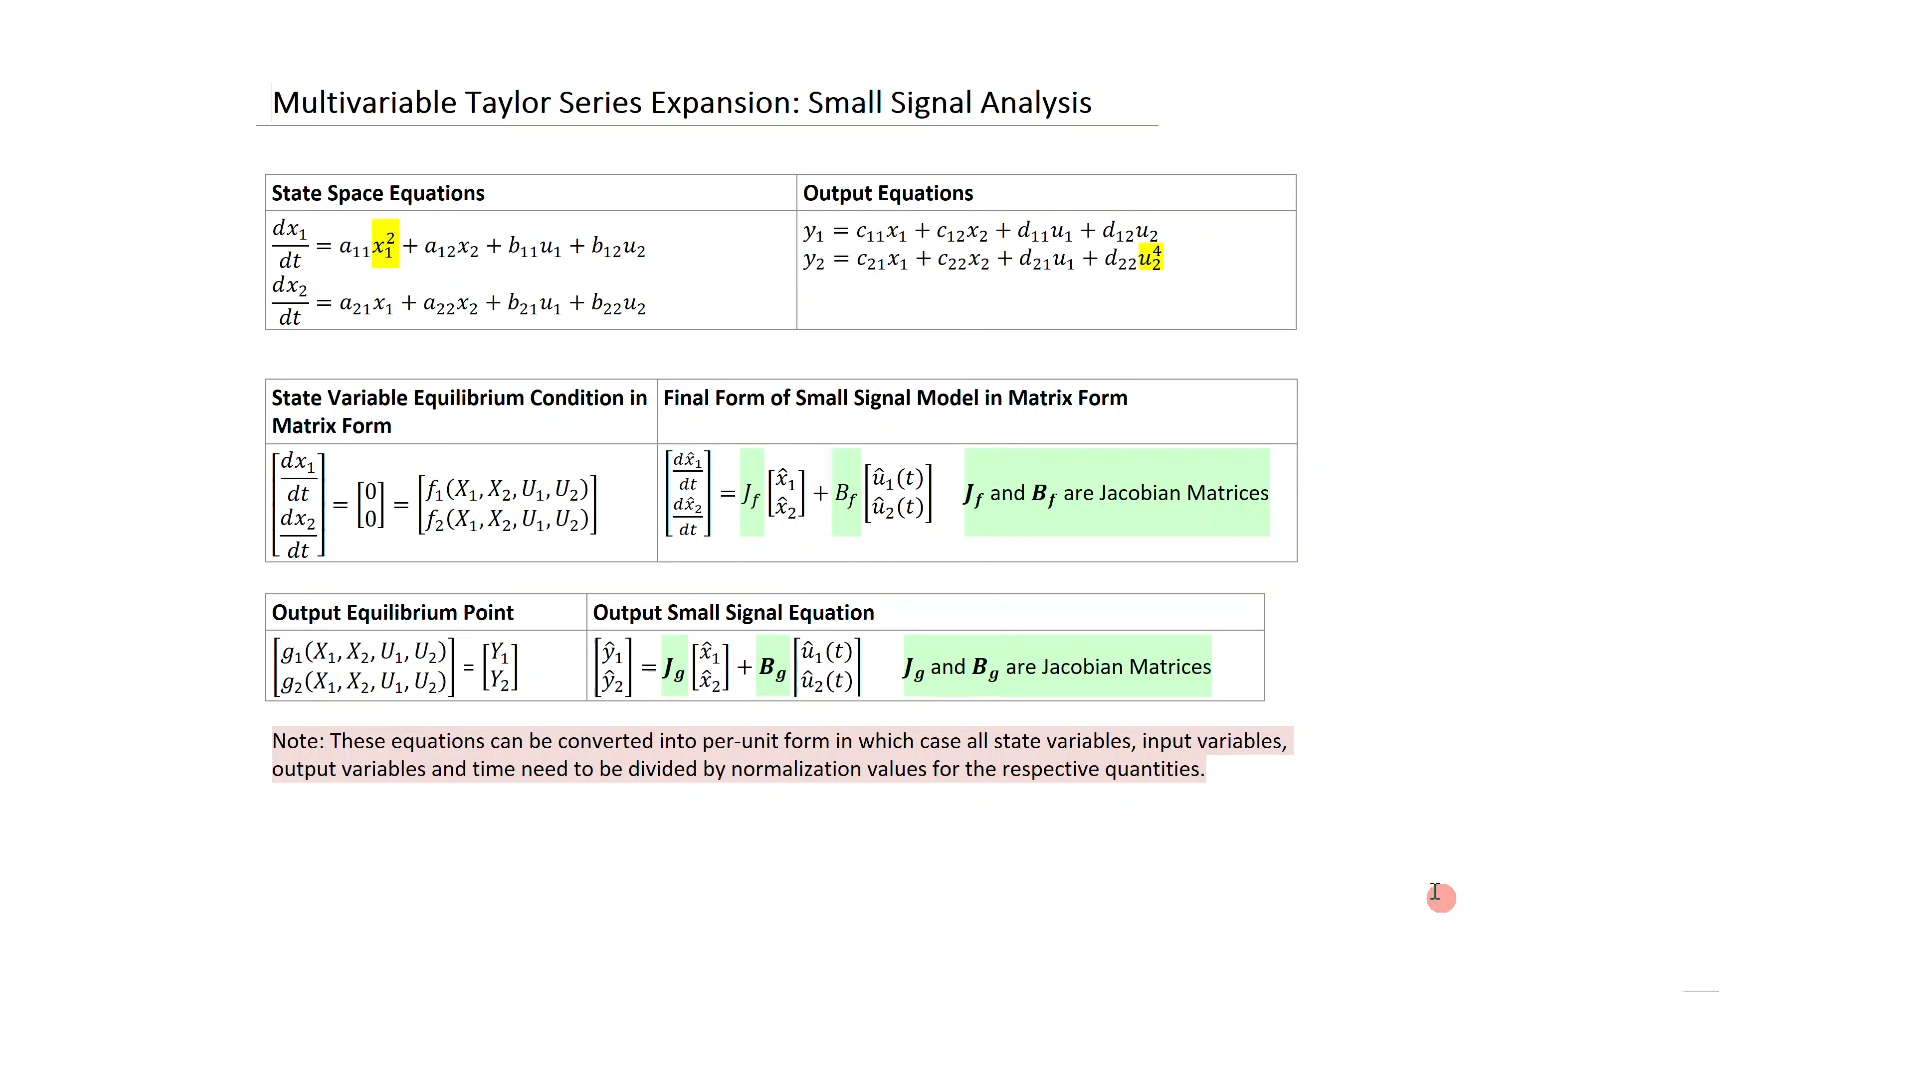 Multivariable Taylor Series Expansion: Small Signal Analysis
State Space Equations
dx₁/dt = a₁₁x₁² + a₁₂x₂ + b₁₁u₁ + b₁₂u₂
dx₂/dt = a₂₁x₁ + a₂₂x₂ + b₂₁u₁ + b₂₂u₂
Output Equations
y₁ = c₁₁x₁ + c₁₂x₂ + d₁₁u₁ + d₁₂u₂
y₂ = c₂₁x₁ + c₂₂x₂ + d₂₁u₁ + d₂₂u₂⁴
State Variable Equilibrium Condition in
Matrix Form
[dx₁/dt; dx₂/dt] = [0; 0] = [f₁(X₁, X₂, U₁, U₂); f₂(X₁, X₂, U₁, U₂)]
Final Form of Small Signal Model in Matrix Form
[dx̂₁/dt; dx̂₂/dt] = J_f [x̂₁; x̂₂] + B_f [û₁(t); û₂(t)] J_f and B_f are Jacobian Matrices
Output Equilibrium Point
[g₁(X₁, X₂, U₁, U₂); g₂(X₁, X₂, U₁, U₂)] = [Y₁; Y₂]
Output Small Signal Equation
[ŷ₁; ŷ₂] = J_g [x̂₁; x̂₂] + B_g [û₁(t); û₂(t)] J_g and B_g are Jacobian Matrices
Note: These equations can be converted into per-unit form in which case all state variables, input variables,
output variables and time need to be divided by normalization values for the respective quantities.